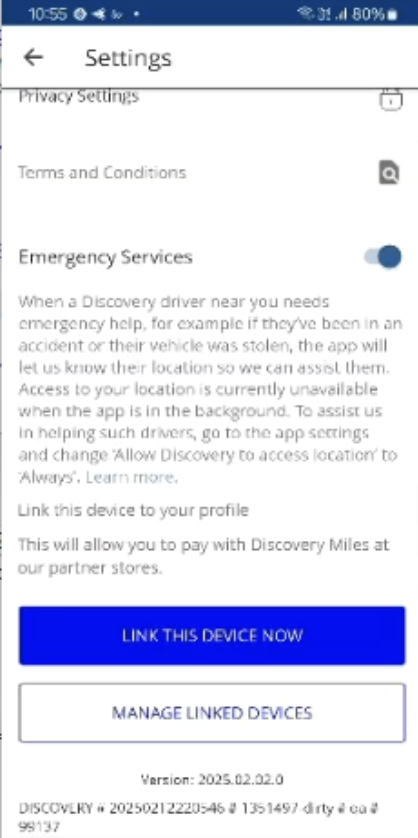 10:55
80%
Settings
Privacy Settings
Terms and Conditions
Emergency Services
When a Discovery driver near you needs
emergency help, for example if they've been in an
accident or their vehicle was stolen, the app will
let us know their location so we can assist them.
Access to your location is currently unavailable
when the app is in the background. To assist us
in helping such drivers, go to the app settings
and change 'Allow Discovery to access location' to
'Always'. Learn more.
Link this device to your profile
This will allow you to pay with Discovery Miles at
our partner stores.
LINK THIS DEVICE NOW
MANAGE LINKED DEVICES
Version: 2025.02.02.0
DISCOVERY # 20250212220546 # 1351497-dirty # oa #
99137